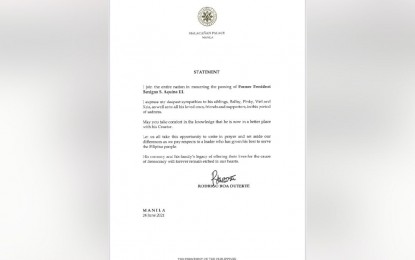 MALACAÑAN PALACE
MANILA
STATEMENT
I join the entire nation in mourning the passing of Former President
Benigno S. Aquino III.
I express my deepest sympathies to his siblings, Ballsy, Pinky, Viel and
Kris, as well as to all his loved ones, friends and supporters, in this period
of sadness.
May you take comfort in the knowledge that he is now in a better place
with his Creator.
Let us all take this opportunity to unite in prayer and set aside our
differences as we pay respects to a leader who has given his best to serve
the Filipino people.
His memory and his family's legacy of offering their lives for the cause
of democracy will forever remain etched in our hearts.
RODRIGO ROA DUTERTE
MANILA
24 June 2021
THE PRESIDENT OF THE PHILIPPINES